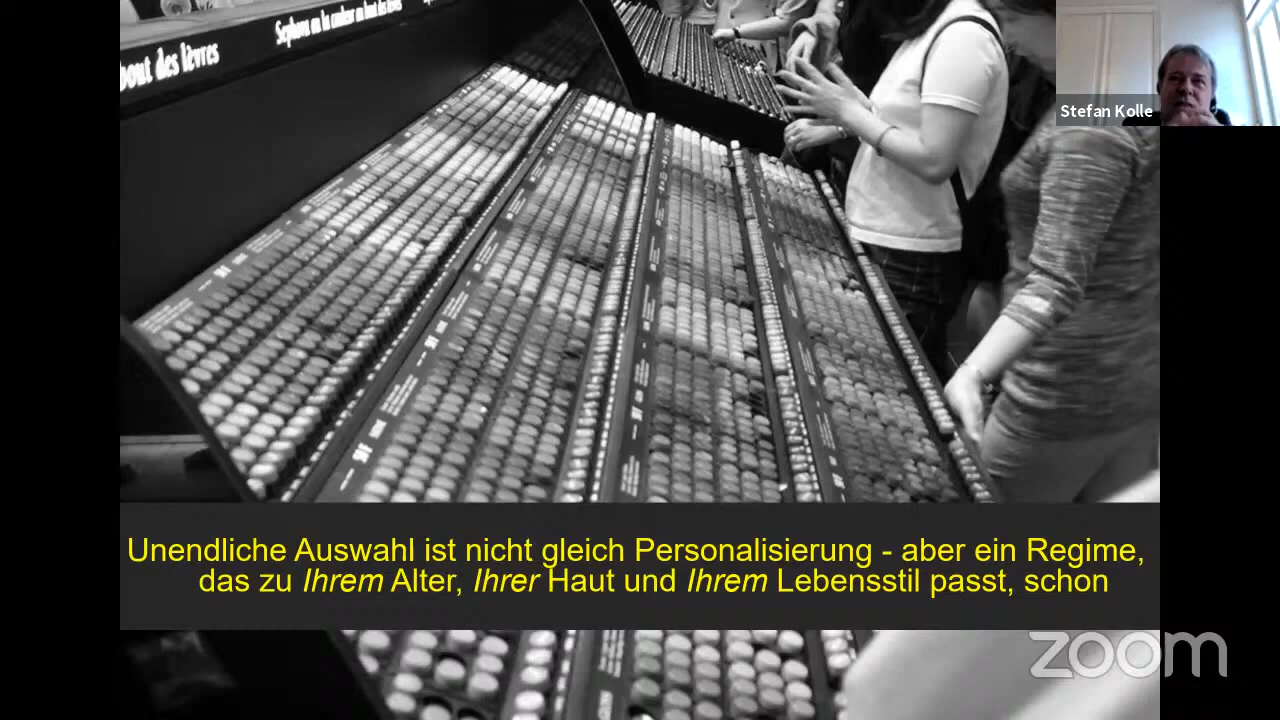 bout des lèvres
Sephora en la couleur au bout des lèvres
Stefan Kolle
Unendliche Auswahl ist nicht gleich Personalisierung - aber ein Regime,
das zu Ihrem Alter, Ihrer Haut und Ihrem Lebensstil passt, schon
zoom